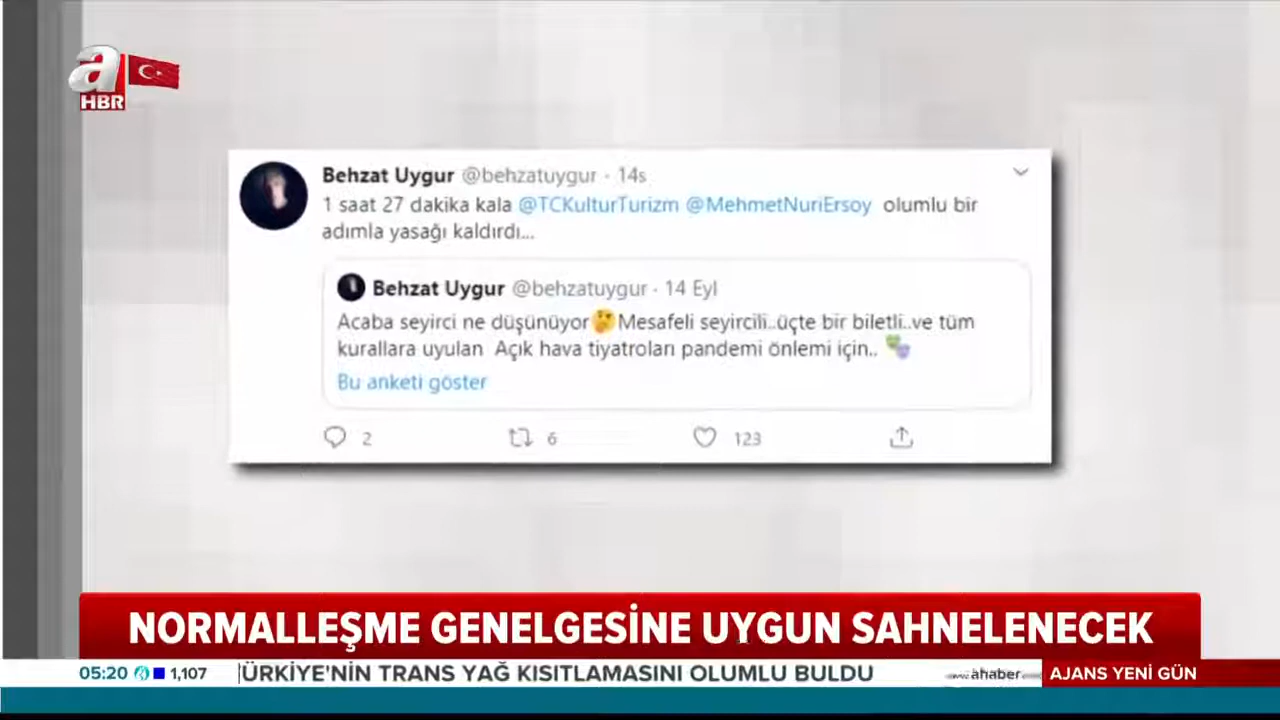 a
HBR
Behzat Uygur @behzatuygur · 14s
1 saat 27 dakika kala @TCKulturTurizm @MehmetNuriErsoy olumlu bir
adımla yasağı kaldırdı...
Behzat Uygur @behzatuygur · 14 Eyl
Acaba seyirci ne düşünüyor🤔Mesafeli seyircili..üçte bir biletli..ve tüm
kurallara uyulan Açık hava tiyatroları pandemi önlemi için.. 🎭
Bu anketi göster
2 6 123
NORMALLEŞME GENELGESİNE UYGUN SAHNELENECEK
05:20 1,107 ÜRKİYE'NİN TRANS YAĞ KISITLAMASINI OLUMLU BULDU ahaber AJANS YENİ GÜN